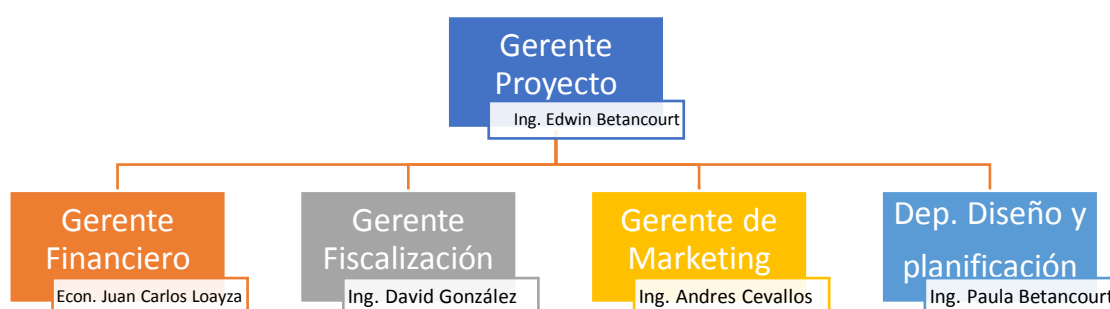 Gerente
Proyecto
Ing. Edwin Betancourt
Gerente
Financiero
Econ. Juan Carlos Loayza
Gerente
Fiscalización
Ing. David González
Gerente de
Marketing
Ing. Andres Cevallos
Dep. Diseño y
planificación
Ing. Paula Betancourt